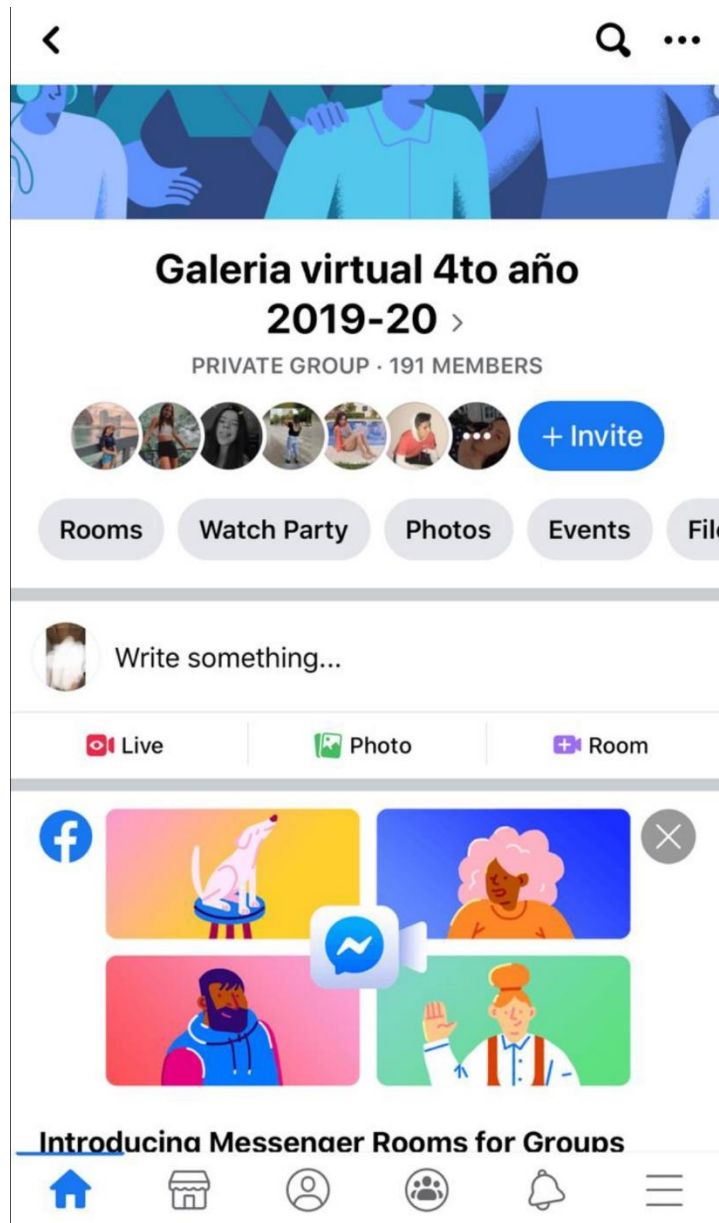 Galeria virtual 4to año
2019-20
PRIVATE GROUP · 191 MEMBERS
+ Invite
Rooms Watch Party Photos Events File
Write something...
Live Photo Room
Introducing Messenger Rooms for Groups